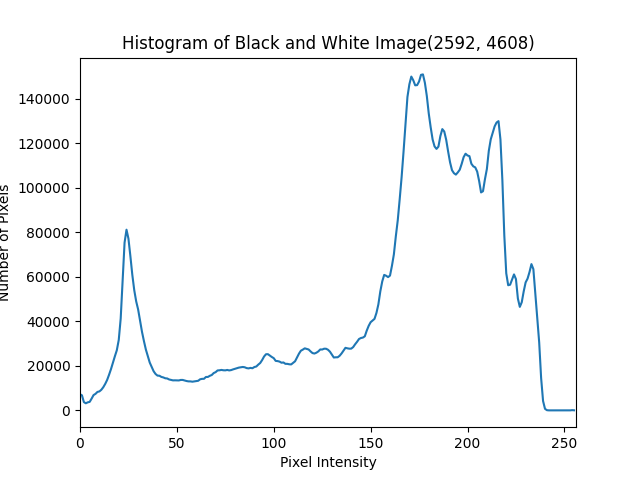 Histogram of Black and White Image(2592, 4608)
Number of Pixels
140000
120000
100000
80000
60000
40000
20000
0
0 50 100 150 200 250
Pixel Intensity